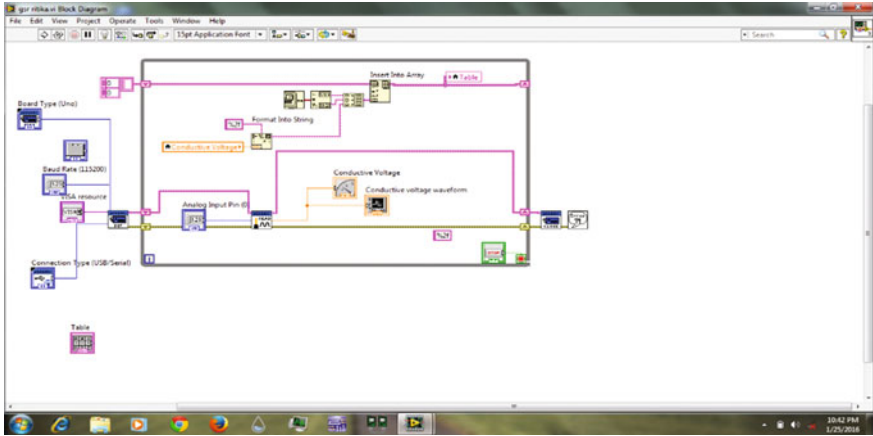 gsr ritika.vi Block Diagram
File Edit View Project Operate Tools Window Help
15pt Application Font
Search
Insert Into Array
Table
Board Type (Uno)
Format Into String
Conductive Voltage
Baud Rate (115200)
Conductive Voltage
Conductive voltage waveform
VISA resource
Analog Input Pin (0)
Connection Type (USB/Serial)
i
Table
10:42 PM
1/25/2016